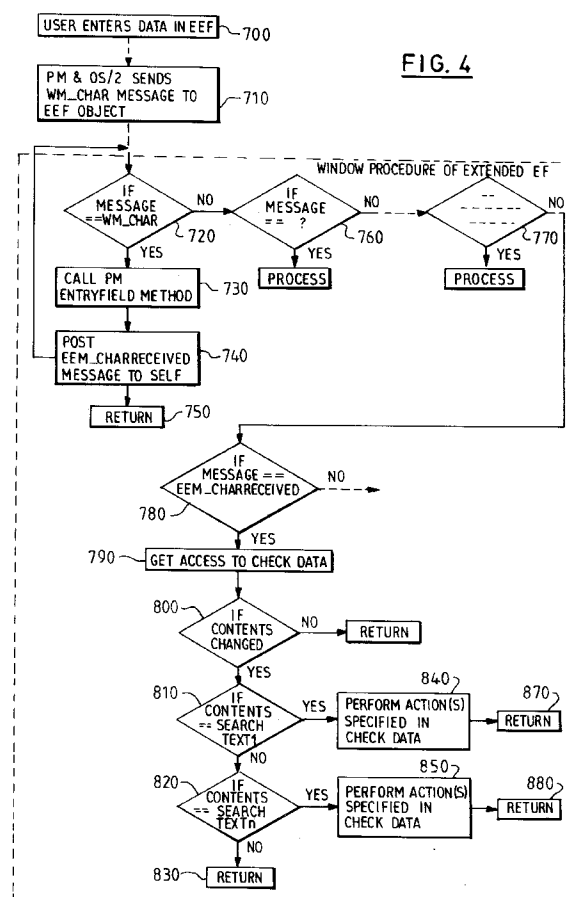 USER ENTERS DATA IN EEF
700
FIG. 4
PM & OS/2 SENDS
WM_CHAR MESSAGE TO
EEF OBJECT
710
WINDOW PROCEDURE OF EXTENDED EF
IF
MESSAGE
==WM_CHAR
720
NO
YES
IF
MESSAGE
== ?
760
NO
YES
PROCESS
770
NO
YES
PROCESS
CALL PM
ENTRYFIELD METHOD
730
POST
EEM_CHARRECEIVED
MESSAGE TO SELF
740
RETURN
750
IF
MESSAGE ==
EEM_CHARRECEIVED
780
NO
YES
790
GET ACCESS TO CHECK DATA
800
IF
CONTENTS
CHANGED
NO
RETURN
YES
810
IF
CONTENTS
== SEARCH
TEXT1
YES
840
PERFORM ACTION(S)
SPECIFIED IN
CHECK DATA
870
RETURN
NO
820
IF
CONTENTS
== SEARCH
TEXTn
YES
850
PERFORM ACTION(S)
SPECIFIED IN
CHECK DATA
880
RETURN
NO
830
RETURN